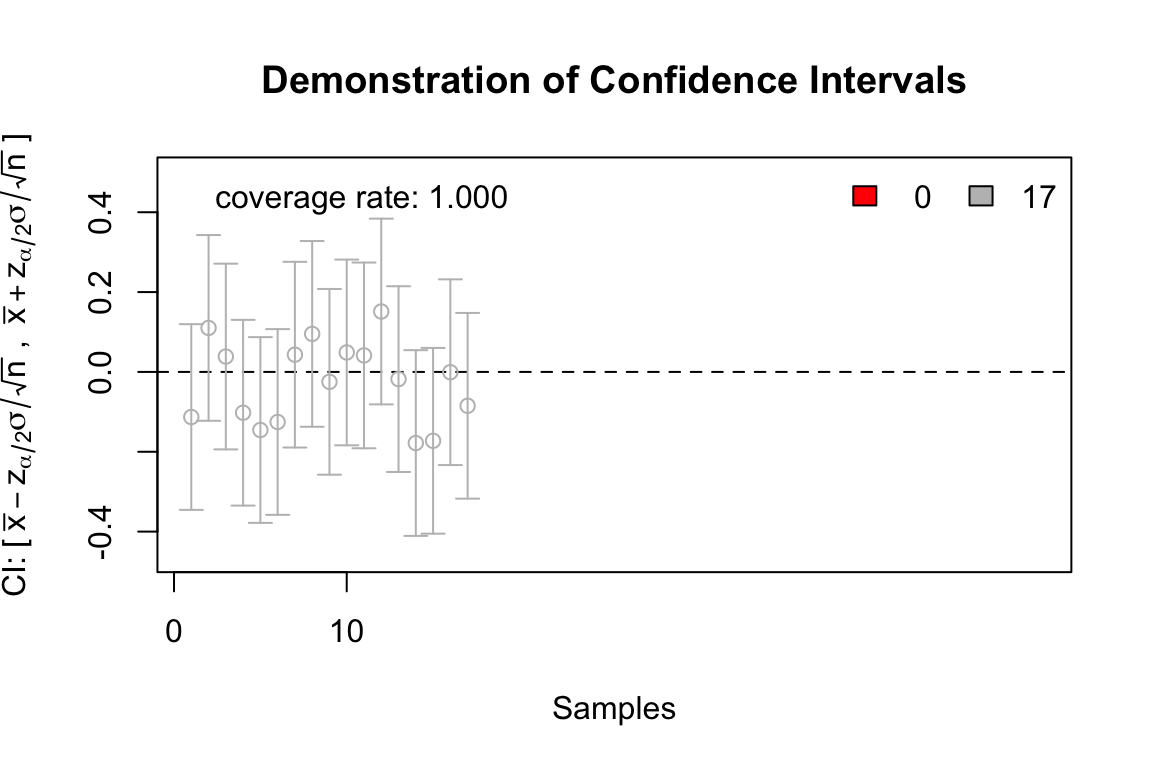 Demonstration of Confidence Intervals
coverage rate: 1.000
0
17
CI: [ x̅ − zα/2σ/√n , x̅ + zα/2σ/√n ]
0.4
0.2
0.0
-0.4
0
10
Samples